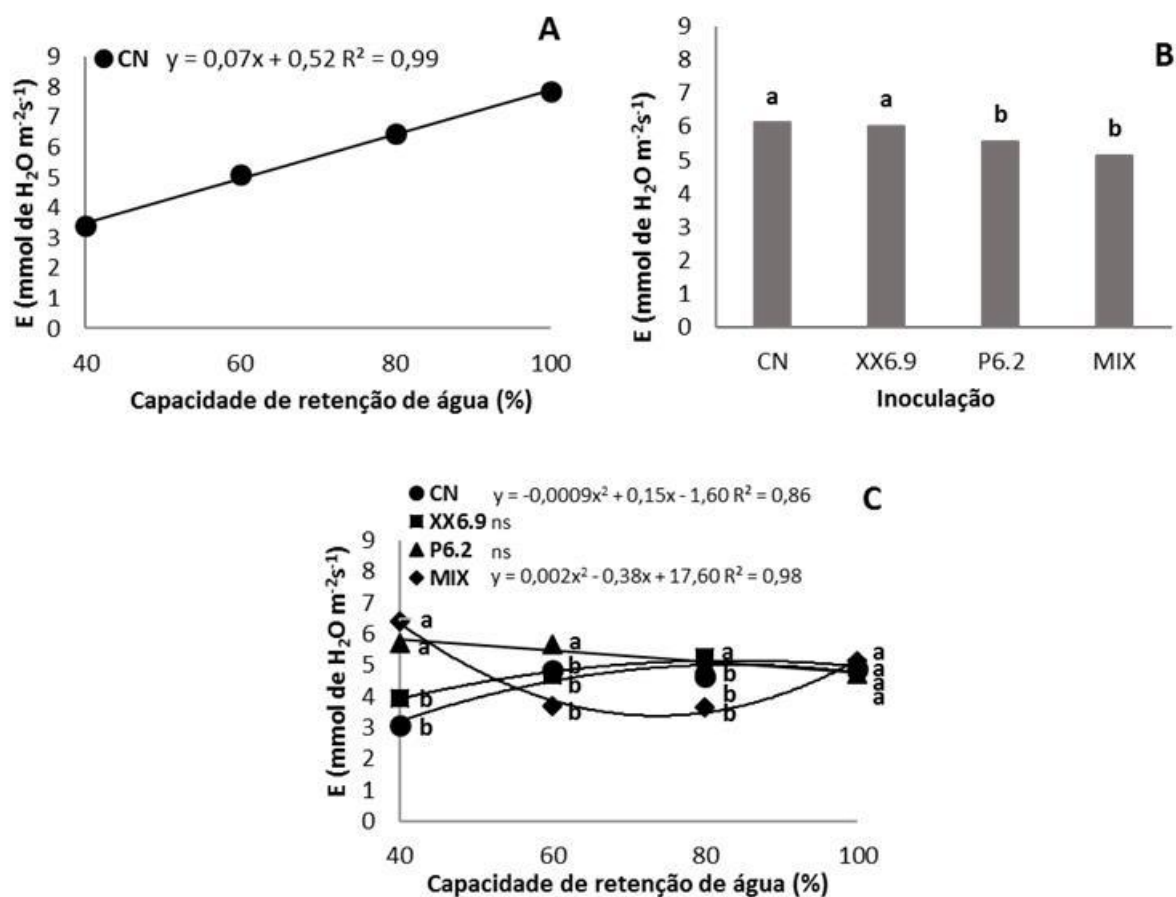 A
● CN y = 0,07x + 0,52 R² = 0,99
9
8
7
6
5
4
3
2
1
0
E (mmol de H₂O m⁻²s⁻¹)
40 60 80 100
Capacidade de retenção de água (%)
B
9
8
7
6
5
4
3
2
1
0
E (mmol de H₂O m⁻²s⁻¹)
a a b b
CN XX6.9 P6.2 MIX
Inoculação
C
● CN y = -0,0009x² + 0,15x - 1,60 R² = 0,86
■ XX6.9 ns
▲ P6.2 ns
◆ MIX y = 0,002x² - 0,38x + 17,60 R² = 0,98
9
8
7
6
5
4
3
2
1
0
E (mmol de H₂O m⁻²s⁻¹)
a a b b
a b b b
a b b b
a a a a
40 60 80 100
Capacidade de retenção de água (%)